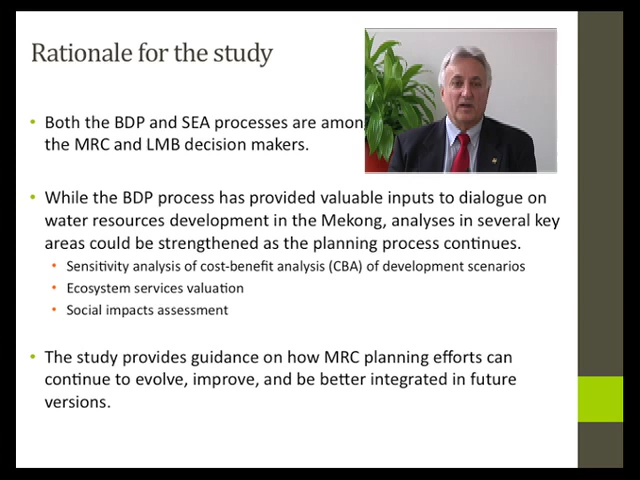 Rationale for the study
• Both the BDP and SEA processes are amon
the MRC and LMB decision makers.
• While the BDP process has provided valuable inputs to dialogue on
water resources development in the Mekong, analyses in several key
areas could be strengthened as the planning process continues.
• Sensitivity analysis of cost-benefit analysis (CBA) of development scenarios
• Ecosystem services valuation
• Social impacts assessment
• The study provides guidance on how MRC planning efforts can
continue to evolve, improve, and be better integrated in future
versions.